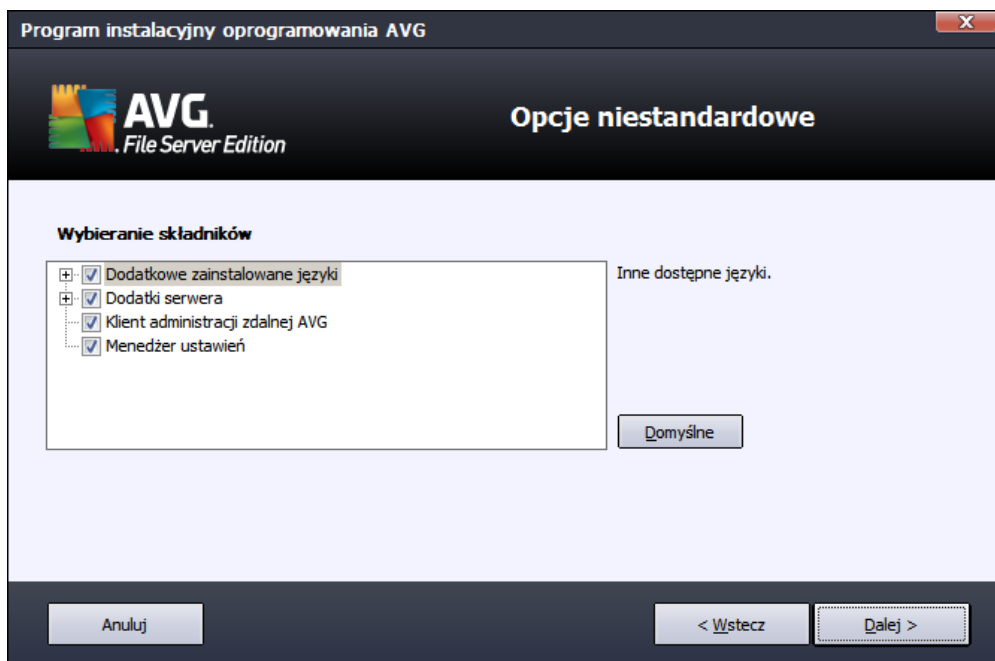 Program instalacyjny oprogramowania AVG
X
AVG.
File Server Edition
Opcje niestandardowe
Wybieranie składników
Dodatkowe zainstalowane języki
Dodatki serwera
Klient administracji zdalnej AVG
Menedżer ustawień
Inne dostępne języki.
Domyślne
Anuluj
< Wstecz
Dalej >